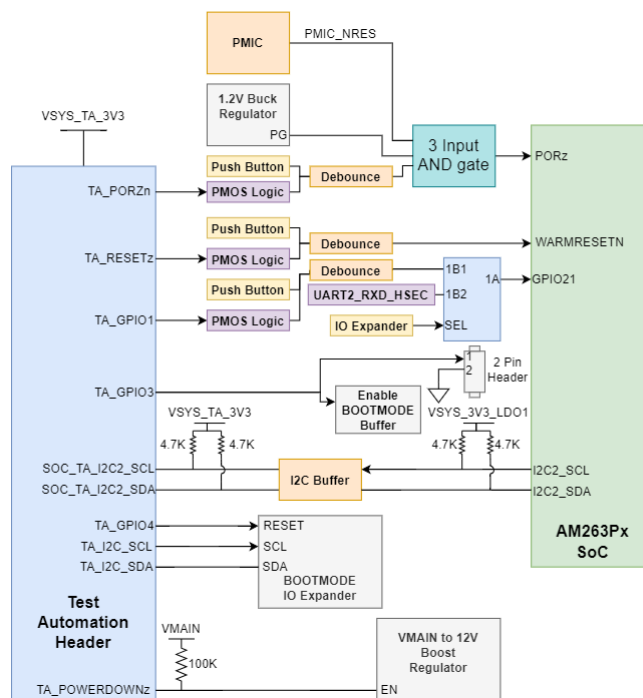 PMIC
PMIC_NRES
1.2V Buck
Regulator
PG
VSYS_TA_3V3
3 Input
AND gate
PORz
Push Button
Debounce
TA_PORZn
PMOS Logic
Push Button
Debounce
WARMRESETN
TA_RESETz
PMOS Logic
Debounce
1B1
1A
GPIO21
Push Button
UART2_RXD_HSEC
1B2
TA_GPIO1
PMOS Logic
IO Expander
SEL
1
2
2 Pin
Header
TA_GPIO3
Enable
BOOTMODE
Buffer
VSYS_TA_3V3
VSYS_3V3_LDO1
4.7K
4.7K
4.7K
4.7K
SOC_TA_I2C2_SCL
I2C Buffer
I2C2_SCL
SOC_TA_I2C2_SDA
I2C2_SDA
AM263Px
SoC
TA_GPIO4
RESET
TA_I2C_SCL
SCL
TA_I2C_SDA
SDA
BOOTMODE
IO Expander
Test
Automation
Header
VMAIN
100K
VMAIN to 12V
Boost
Regulator
TA_POWERDOWNz
EN